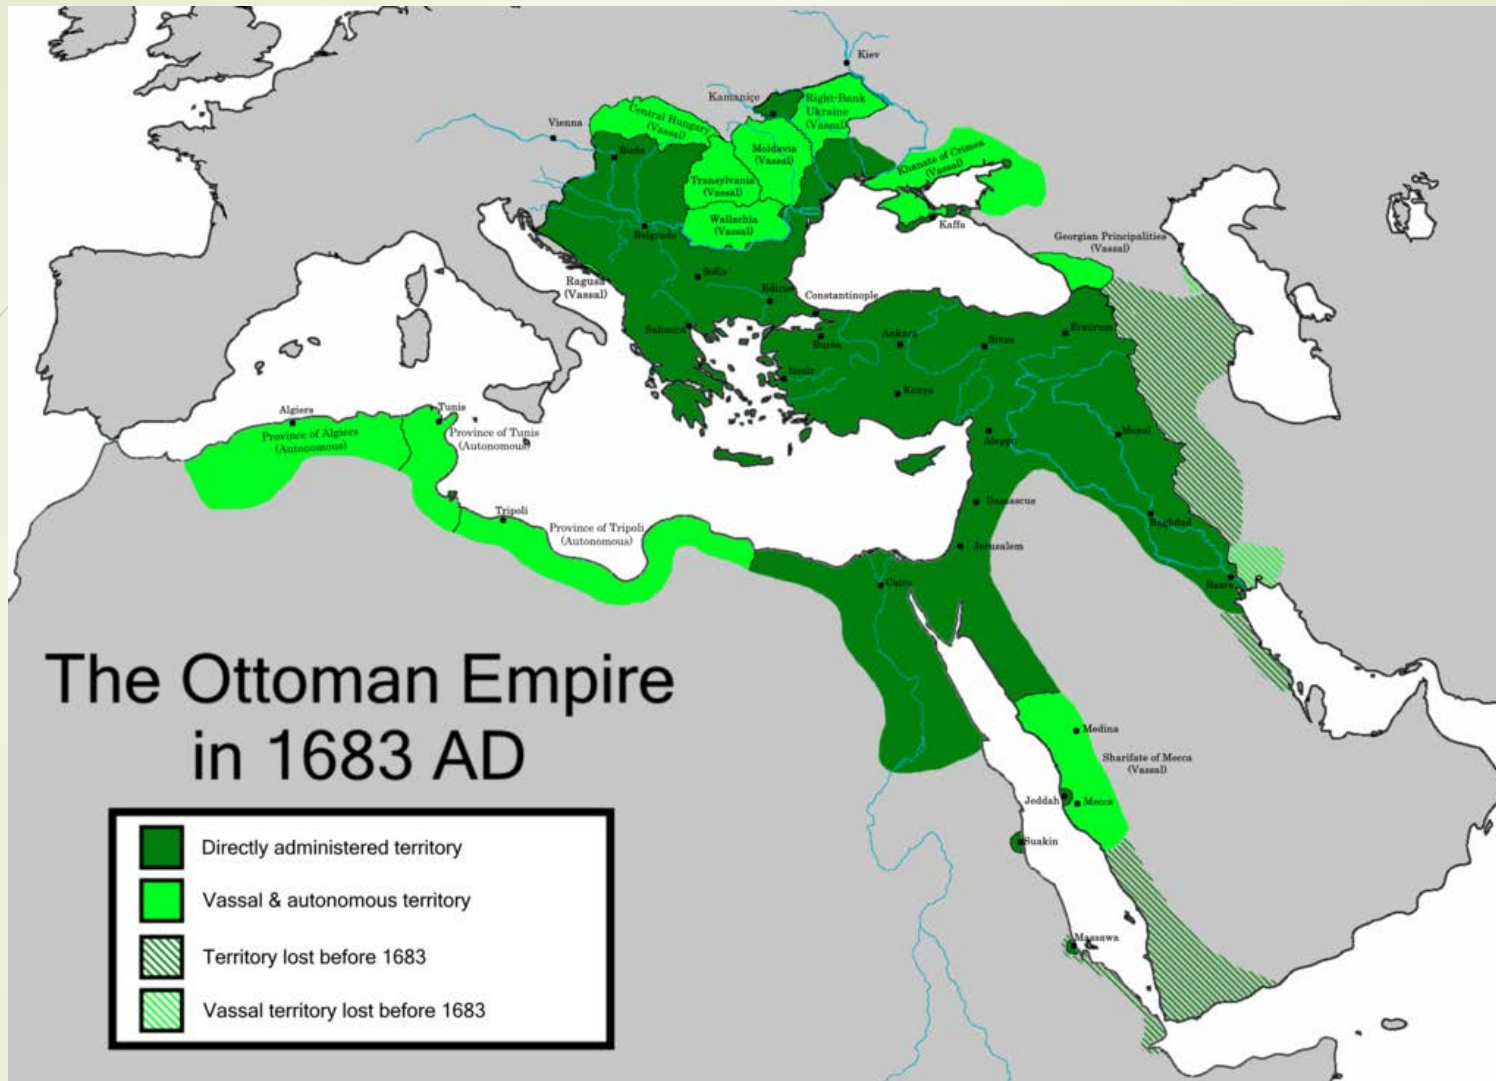 Kiev
Kamaniçe
Right-Bank
Ukraine
(Vassal)
Central Hungary
(Vassal)
Vienna
Buda
Moldavia
(Vassal)
Khanate of Crimea
(Vassal)
Transylvania
(Vassal)
Wallachia
(Vassal)
Belgrade
Kaffa
Georgian Principalities
(Vassal)
Sofia
Ragusa
(Vassal)
Edirne
Constantinople
Salonica
Bursa
Ankara
Sivas
Erzurum
Izmir
Konya
Algiers
Tunis
Province of Algiers
(Autonomous)
Province of Tunis
(Autonomous)
Aleppo
Mosul
Damascus
Tripoli
Province of Tripoli
(Autonomous)
Baghdad
Jerusalem
Cairo
Basra
The Ottoman Empire
in 1683 AD
Medina
Sharifate of Mecca
(Vassal)
Jeddah
Mecca
Suakin
Massawa
Directly administered territory
Vassal & autonomous territory
Territory lost before 1683
Vassal territory lost before 1683